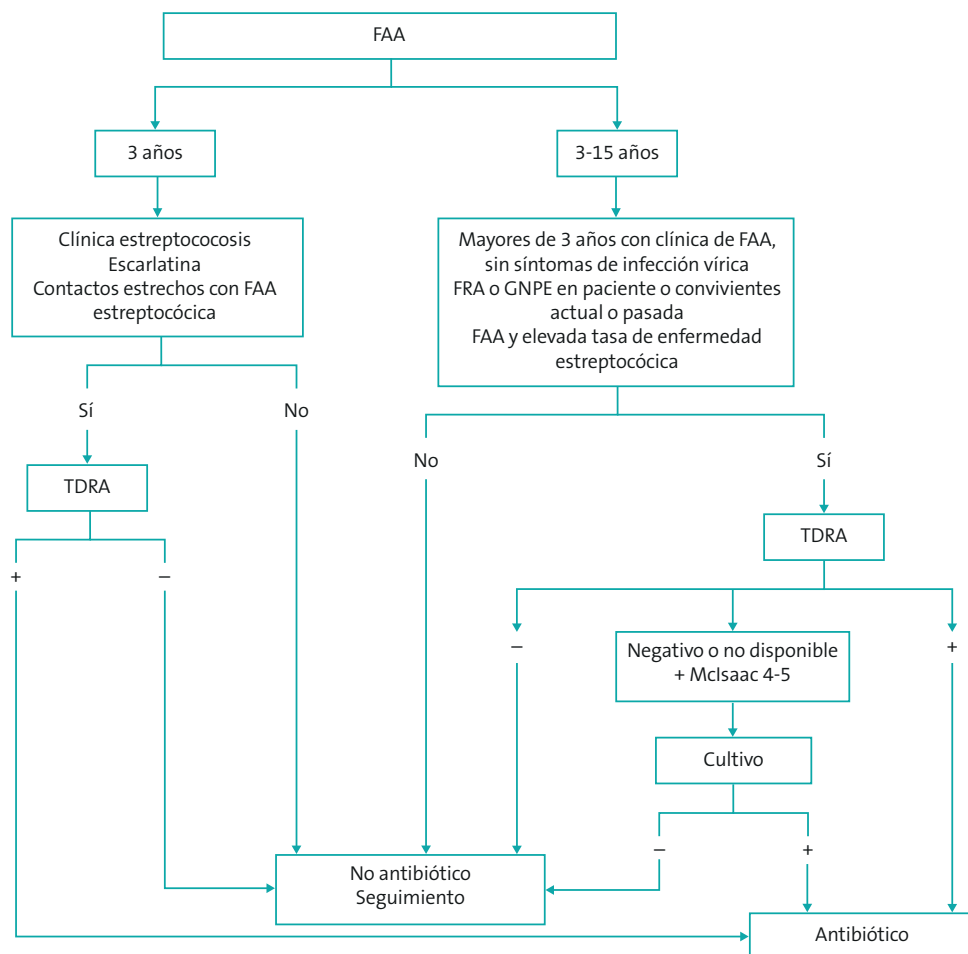 FAA
3 años
3-15 años
Clínica estreptococosis
Escarlatina
Contactos estrechos con FAA
estreptocócica
Mayores de 3 años con clínica de FAA,
sin síntomas de infección vírica
FRA o GNPE en paciente o convivientes
actual o pasada
FAA y elevada tasa de enfermedad
estreptocócica
Sí
No
No
Sí
TDRA
TDRA
+
–
–
Negativo o no disponible
+ McIsaac 4-5
+
Cultivo
–
+
No antibiótico
Seguimiento
Antibiótico